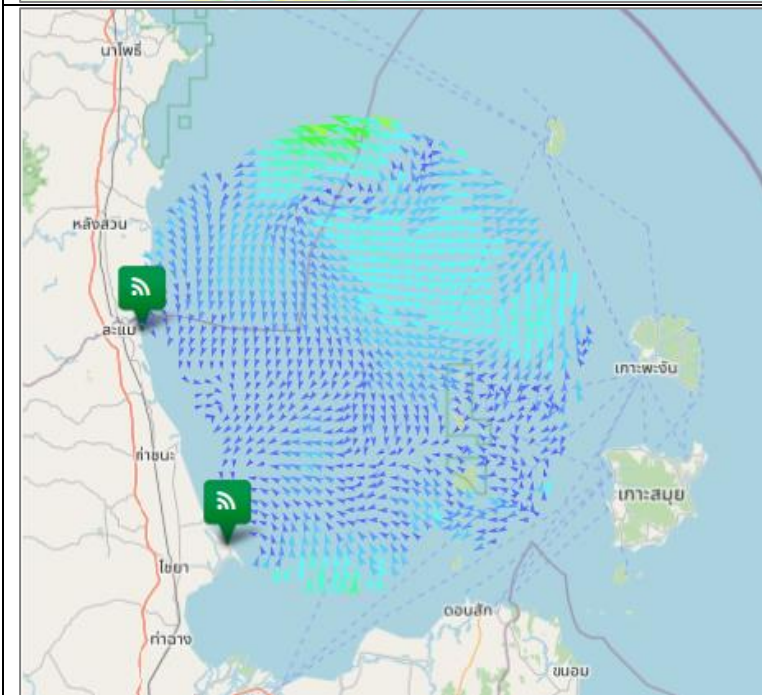 นาโพธิ์
หลังสวน
ละแม
เกาะพะงัน
ท่าชนะ
เกาะสมุย
ไชยา
ดอนสัก
ท่าฉาง
ขนอม